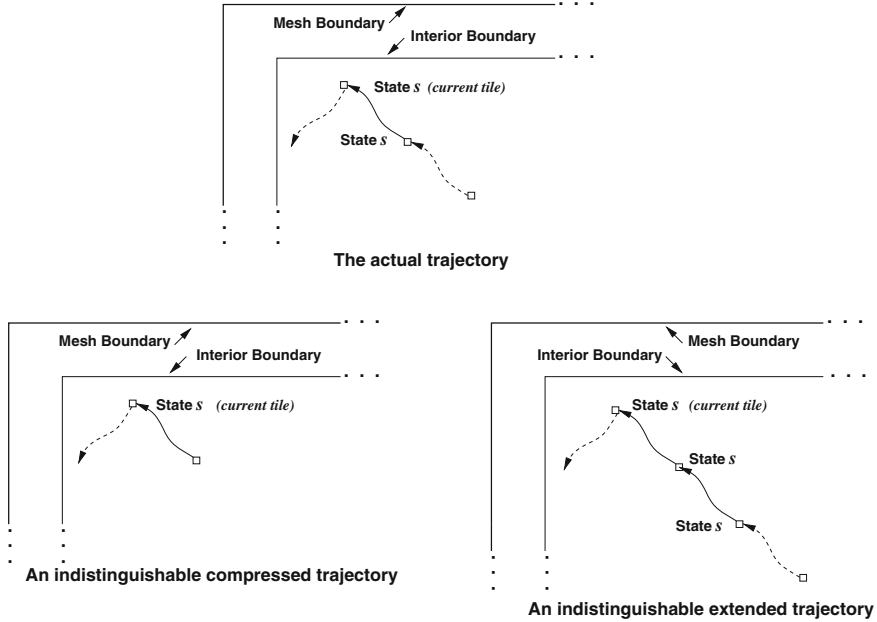 Mesh Boundary
Interior Boundary
State s (current tile)
State s
The actual trajectory
Mesh Boundary
Interior Boundary
State s (current tile)
An indistinguishable compressed trajectory
Mesh Boundary
Interior Boundary
State s (current tile)
State s
State s
An indistinguishable extended trajectory